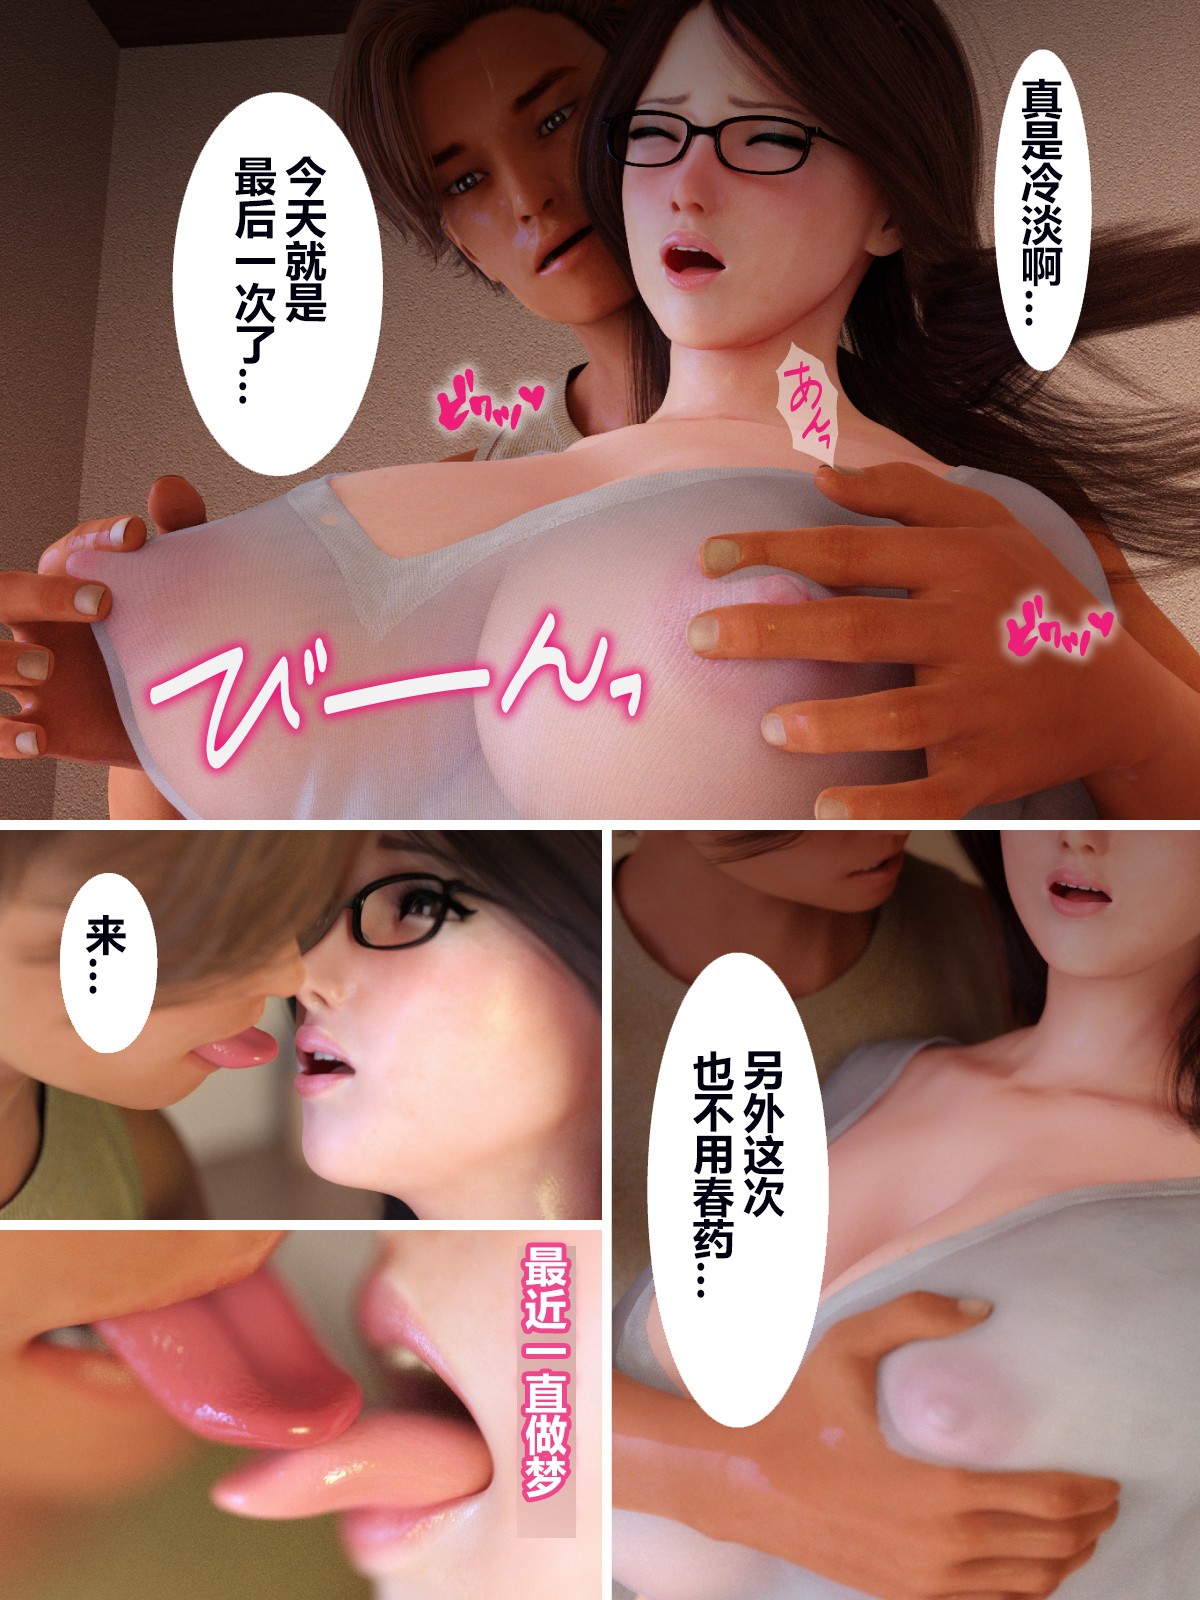 真是冷淡啊…
今天就是
最后一次了…
あんっ
ビクッ♥
ビクッ♥
びーんっ
另外这次
也不用春药…
来…
最近一直做梦